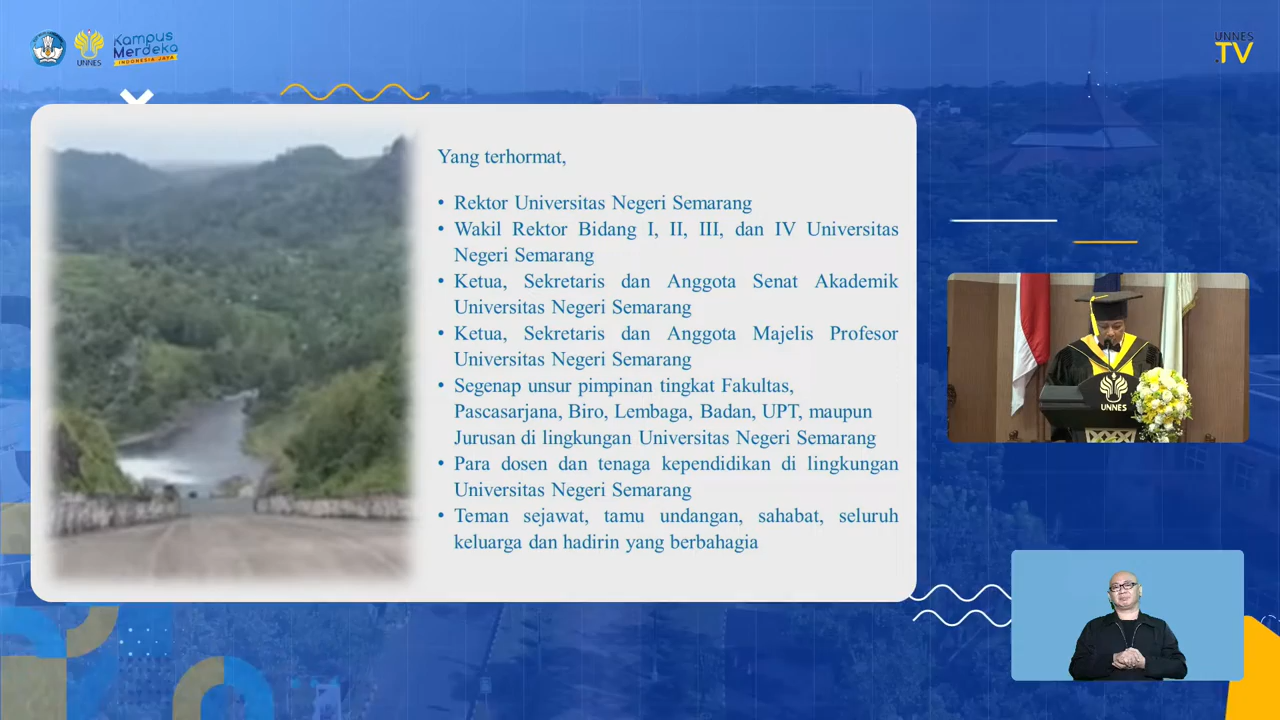 UNNES
Kampus
Merdeka
INDONESIA JAYA
UNNES
TV
Yang terhormat,
• Rektor Universitas Negeri Semarang
• Wakil Rektor Bidang I, II, III, dan IV Universitas
Negeri Semarang
• Ketua, Sekretaris dan Anggota Senat Akademik
Universitas Negeri Semarang
• Ketua, Sekretaris dan Anggota Majelis Profesor
Universitas Negeri Semarang
• Segenap unsur pimpinan tingkat Fakultas,
Pascasarjana, Biro, Lembaga, Badan, UPT, maupun
Jurusan di lingkungan Universitas Negeri Semarang
• Para dosen dan tenaga kependidikan di lingkungan
Universitas Negeri Semarang
• Teman sejawat, tamu undangan, sahabat, seluruh
keluarga dan hadirin yang berbahagia
UNNES